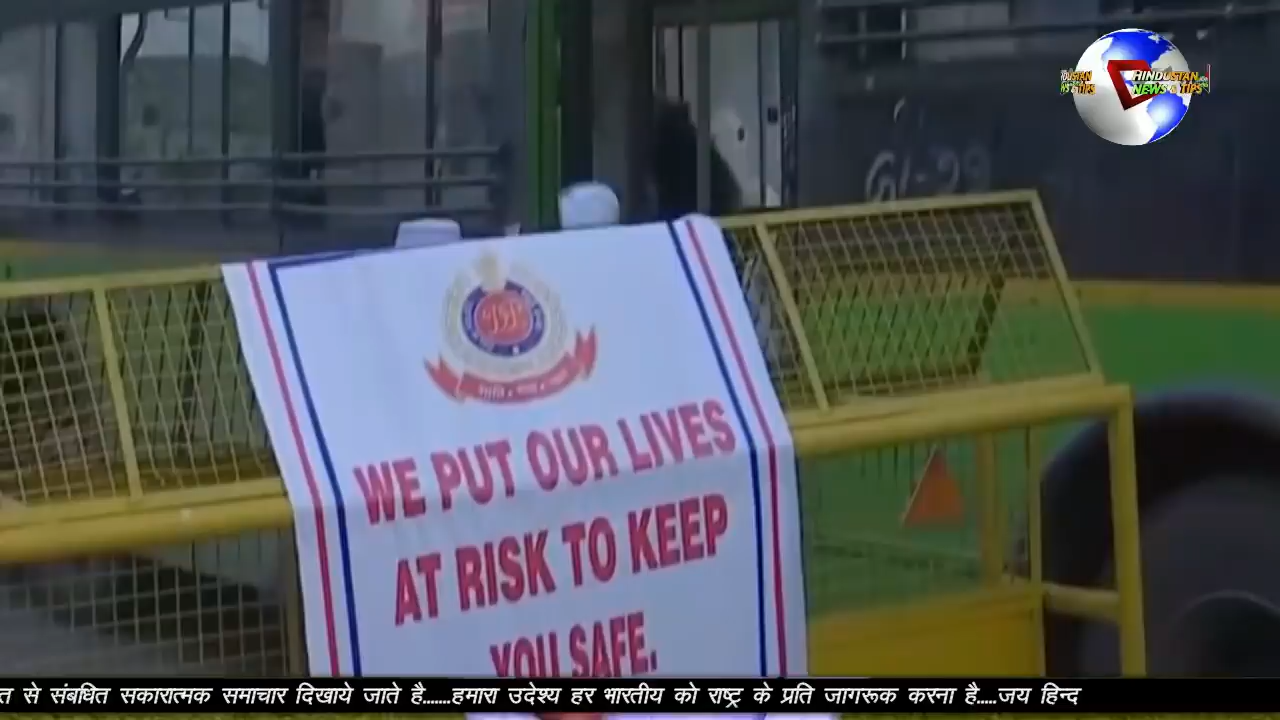 HINDUSTAN
NEWS & TIPS
WE PUT OUR LIVES
AT RISK TO KEEP
YOU SAFE.
त से संबधित सकारात्मक समाचार दिखाये जाते है.......हमारा उदेश्य हर भारतीय को राष्ट्र के प्रति जागरूक करना है.....जय हिन्द